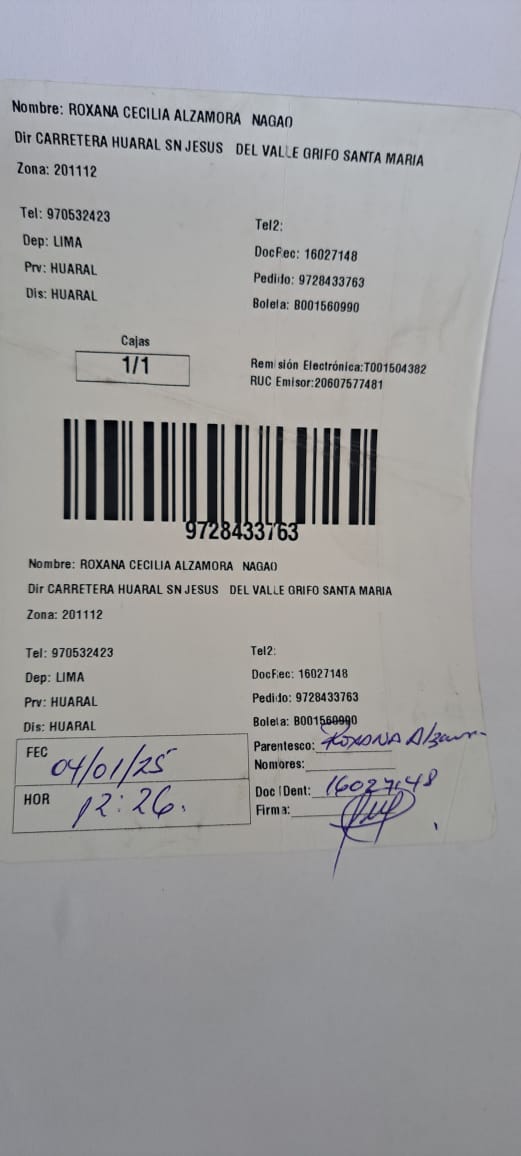 Nombre: ROXANA CECILIA ALZAMORA NAGAO
Dir CARRETERA HUARAL SN JESUS DEL VALLE GRIFO SANTA MARIA
Zona: 201112
Tel: 970532423 Tel2:
Dep: LIMA DocRec: 16027148
Prv: HUARAL Pedido: 9728433763
Dis: HUARAL Boleta: B001560990
Cajas
1/1
Remisión Electrónica:T001504382
RUC Emisor:20607577481
9728433763
Nombre: ROXANA CECILIA ALZAMORA NAGAO
Dir CARRETERA HUARAL SN JESUS DEL VALLE GRIFO SANTA MARIA
Zona: 201112
Tel: 970532423 Tel2:
Dep: LIMA DocRec: 16027148
Prv: HUARAL Pedido: 9728433763
Dis: HUARAL Boleta: B001560990
FEC 04/01/25 Parentesco: Roxana
Nombres:
HOR 12:26. Doc Ident: 16027148
Firma: